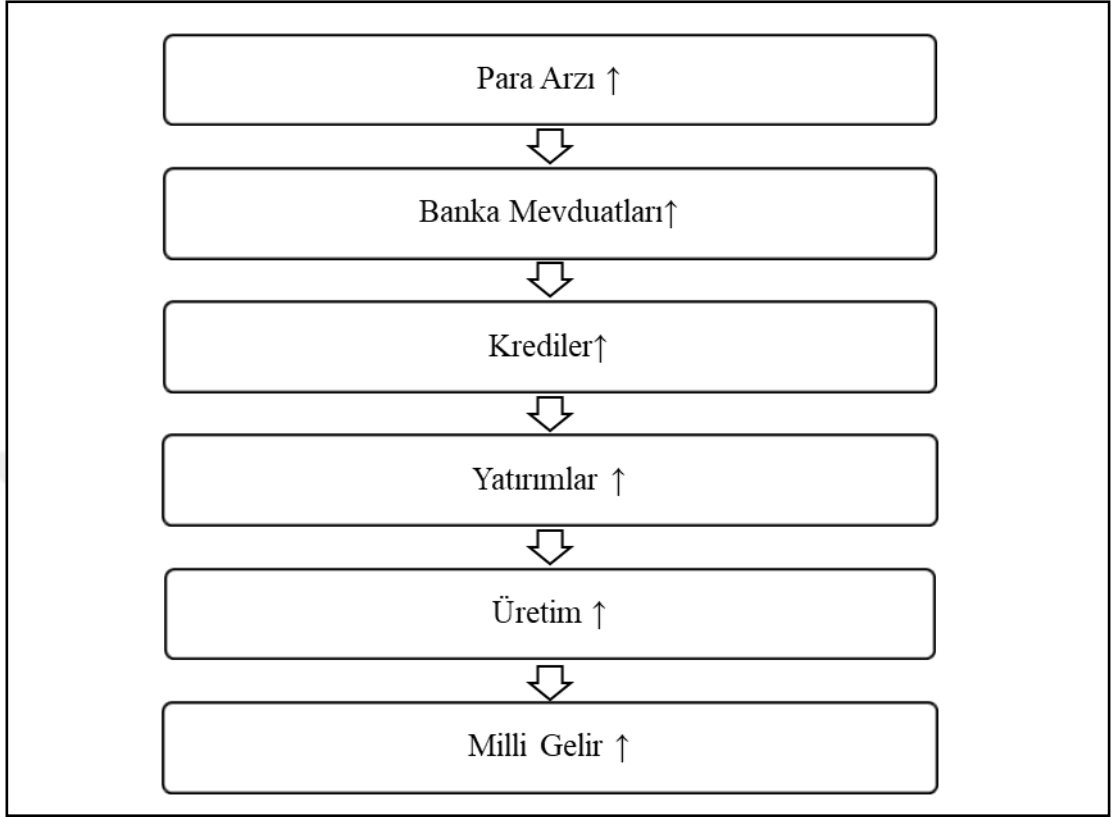 Para Arzı ↑
Banka Mevduatları↑
Krediler↑
Yatırımlar ↑
Üretim ↑
Milli Gelir ↑